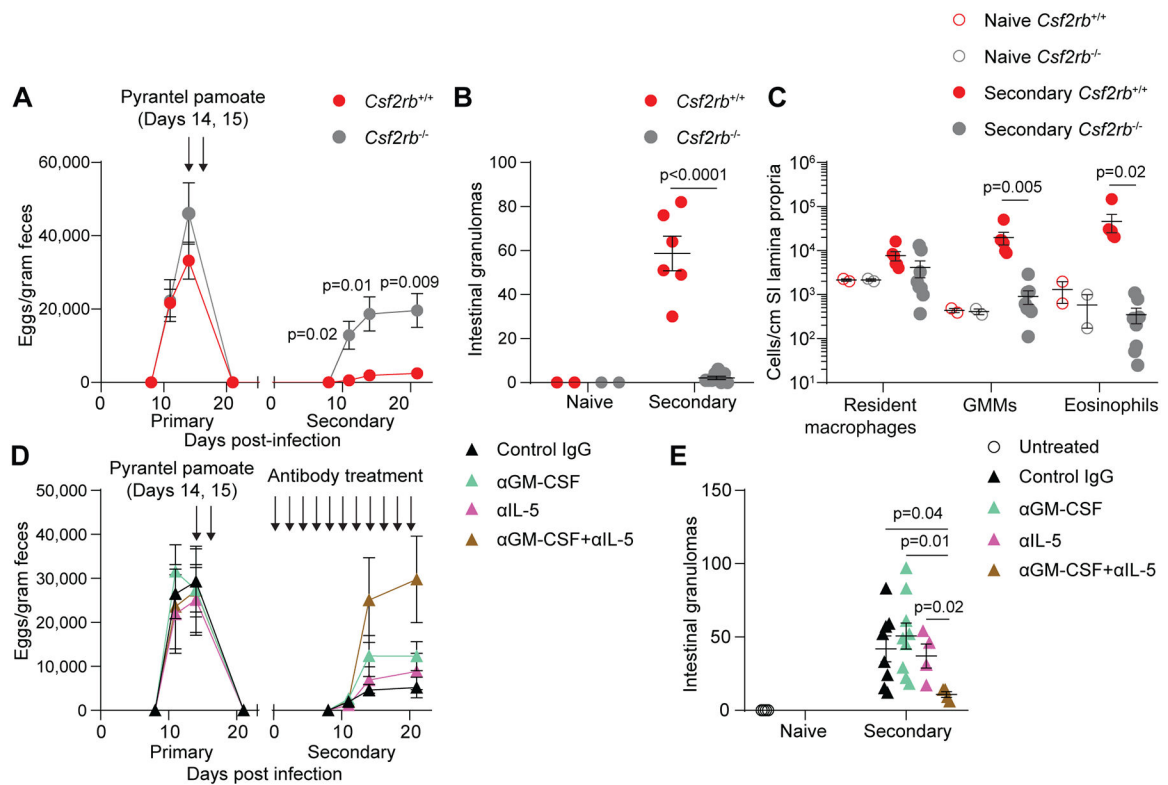 A
Pyrantel pamoate
(Days 14, 15)
Csf2rb+/+
Csf2rb-/-
Eggs/gram feces
60,000
40,000
20,000
0
p=0.02
p=0.01
p=0.009
0 10 20 0 10 20
Primary Secondary
Days post-infection
B
Csf2rb+/+
Csf2rb-/-
Intestinal granulomas
100
80
60
40
20
0
p<0.0001
Naive Secondary
C
Naive Csf2rb+/+
Naive Csf2rb-/-
Secondary Csf2rb+/+
Secondary Csf2rb-/-
Cells/cm SI lamina propria
10⁶
10⁵
10⁴
10³
10²
10¹
p=0.005
p=0.02
Resident
macrophages
GMMs
Eosinophils
D
Pyrantel pamoate
(Days 14, 15)
Antibody treatment
Control IgG
αGM-CSF
αIL-5
αGM-CSF+αIL-5
Eggs/gram feces
50,000
40,000
30,000
20,000
10,000
0
0 10 20 0 10 20
Primary Secondary
Days post infection
E
Untreated
Control IgG
αGM-CSF
αIL-5
αGM-CSF+αIL-5
Intestinal granulomas
150
100
50
0
p=0.04
p=0.01
p=0.02
Naive Secondary